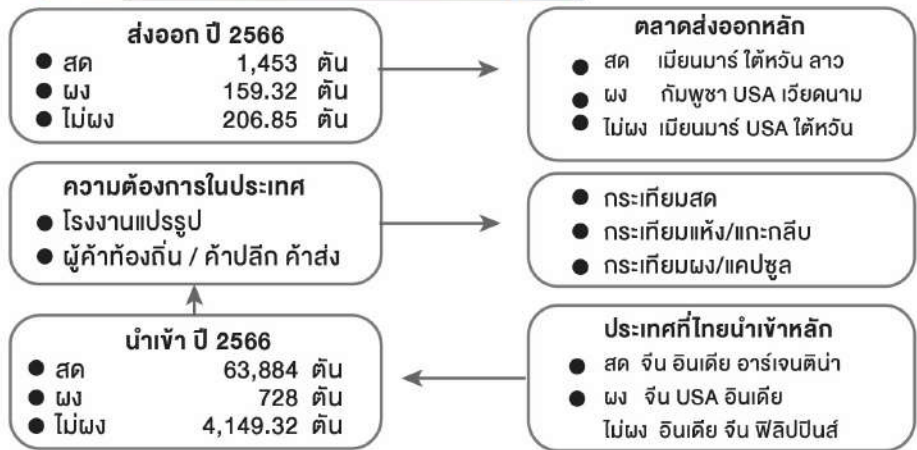 ส่งออก ปี 2566
● สด 1,453 ตัน
● ผง 159.32 ตัน
● ไม่ผง 206.85 ตัน
ตลาดส่งออกหลัก
● สด เมียนมาร์ ใต้หวัน ลาว
● ผง กัมพูชา USA เวียดนาม
● ไม่ผง เมียนมาร์ USA ใต้หวัน
ความต้องการในประเทศ
● โรงงานแปรรูป
● ผู้ค้าท้องถิ่น / ค้าปลีก ค้าส่ง
● กระเทียมสด
● กระเทียมแห้ง/แกะกลีบ
● กระเทียมผง/แคปซูล
นำเข้า ปี 2566
● สด 63,884 ตัน
● ผง 728 ตัน
● ไม่ผง 4,149.32 ตัน
ประเทศที่ไทยนำเข้าหลัก
● สด จีน อินเดีย อาร์เจนติน่า
● ผง จีน USA อินเดีย
ไม่ผง อินเดีย จีน ฟิลิปปินส์